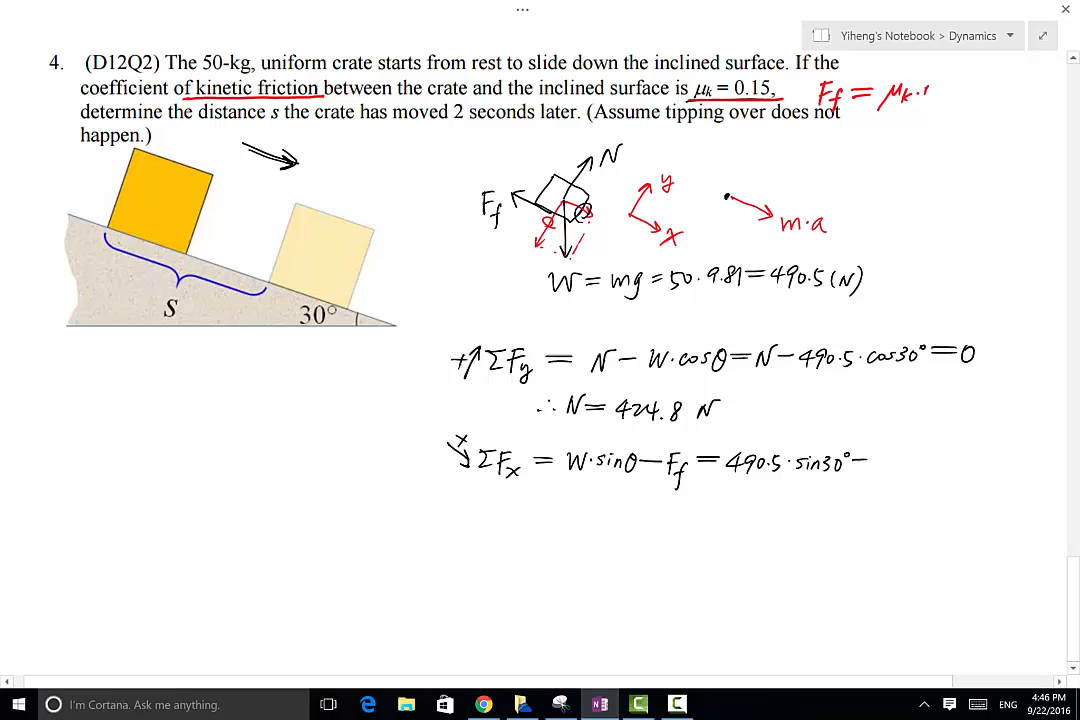 Yiheng's Notebook > Dynamics
4. (D12Q2) The 50-kg, uniform crate starts from rest to slide down the inclined surface. If the
coefficient of kinetic friction between the crate and the inclined surface is μk = 0.15,
determine the distance s the crate has moved 2 seconds later. (Assume tipping over does not
happen.)
Ff = μk·
N
Ff
θ
θ
y
x
m·a
W = mg = 50·9.81 = 490.5 (N)
s
30°
+↑ ΣFy = N − W·cosθ = N − 490.5·cos30° = 0
∴ N = 424.8 N
+↘ ΣFx = W·sinθ − Ff = 490.5·sin30° −
I'm Cortana. Ask me anything.
ENG
4:46 PM
9/22/2016